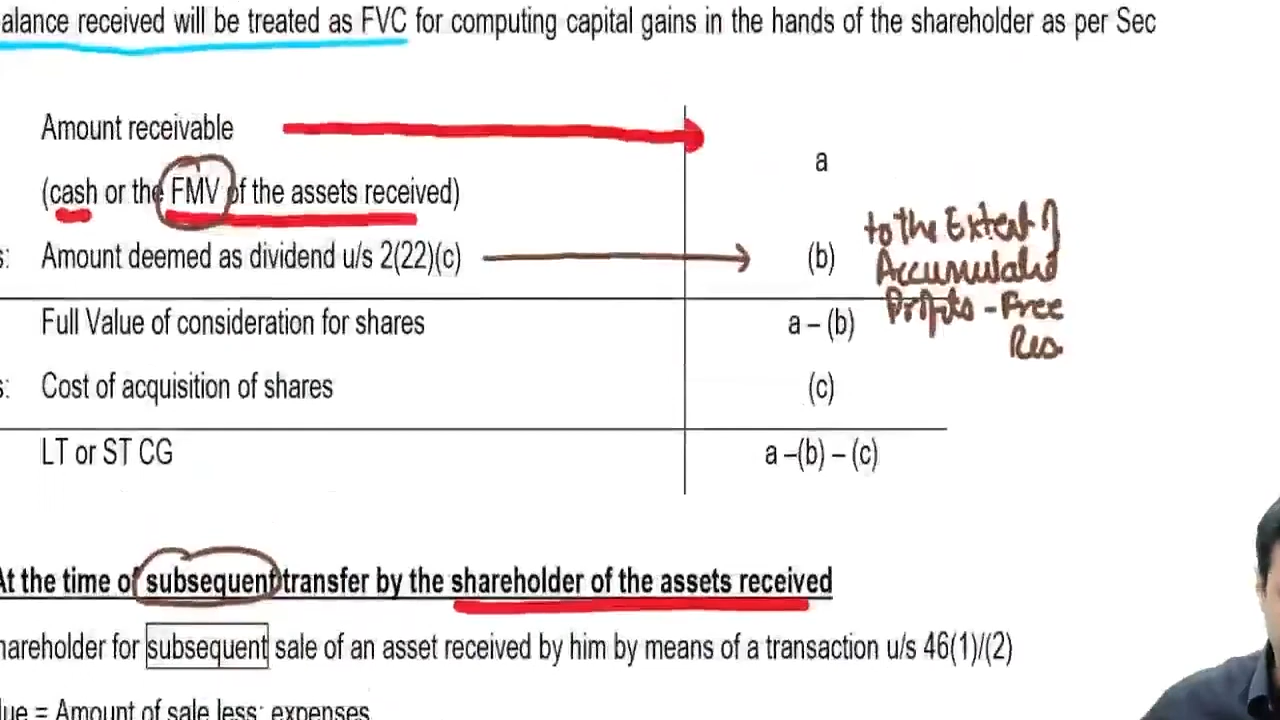 alance received will be treated as FVC for computing capital gains in the hands of the shareholder as per Sec
Amount receivable
a
(cash or the FMV of the assets received)
s: Amount deemed as dividend u/s 2(22)(c) (b)
to the Extent of
Accumulated
Profits - Free
Res.
Full Value of consideration for shares a – (b)
s: Cost of acquisition of shares (c)
LT or ST CG a –(b) – (c)
At the time of subsequent transfer by the shareholder of the assets received
hareholder for subsequent sale of an asset received by him by means of a transaction u/s 46(1)/(2)
lue = Amount of sale less: expenses